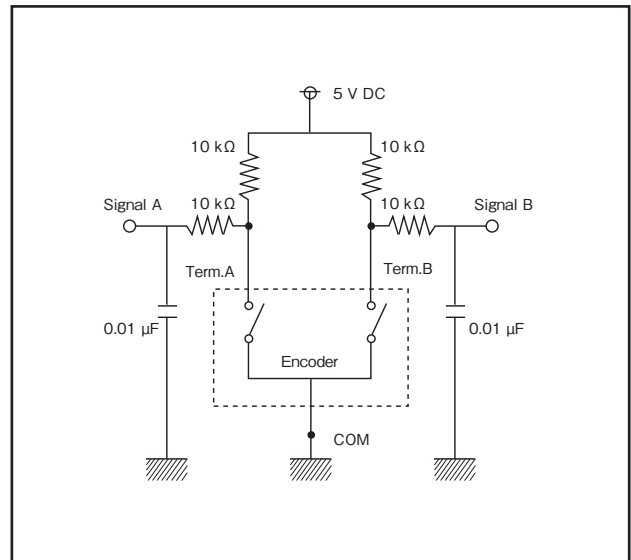 5 V DC
10 kΩ 10 kΩ
10 kΩ 10 kΩ
Signal A Signal B
Term.A Term.B
0.01 µF 0.01 µF
Encoder
COM